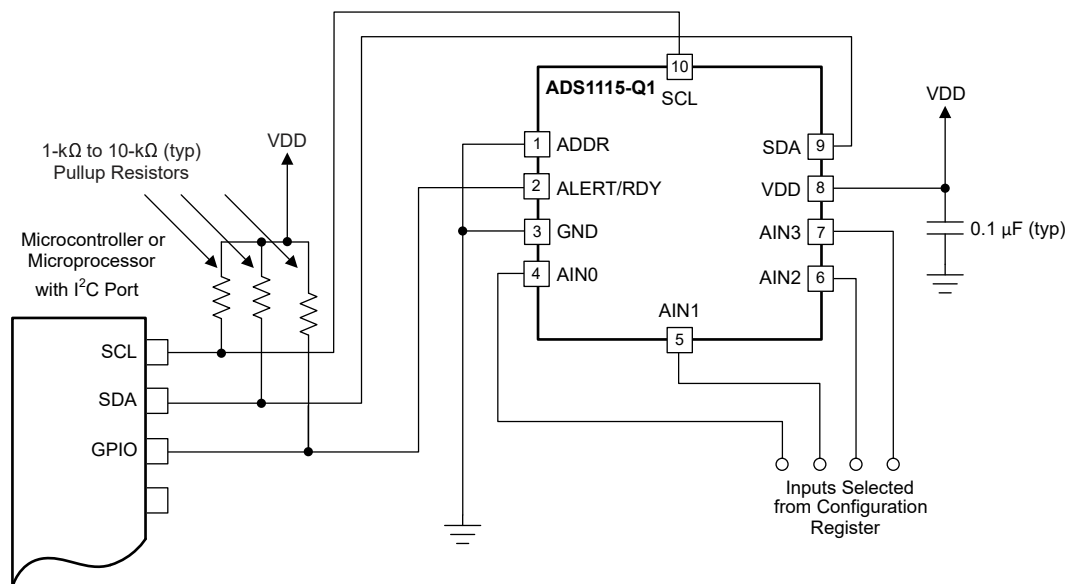 10
ADS1115-Q1
SCL
VDD
1 ADDR
SDA 9
1-kΩ to 10-kΩ (typ)
Pullup Resistors
VDD
2 ALERT/RDY
VDD 8
3 GND
AIN3 7
0.1 µF (typ)
Microcontroller or
Microprocessor
with I²C Port
4 AIN0
AIN2 6
AIN1
5
SCL
SDA
GPIO
Inputs Selected
from Configuration
Register